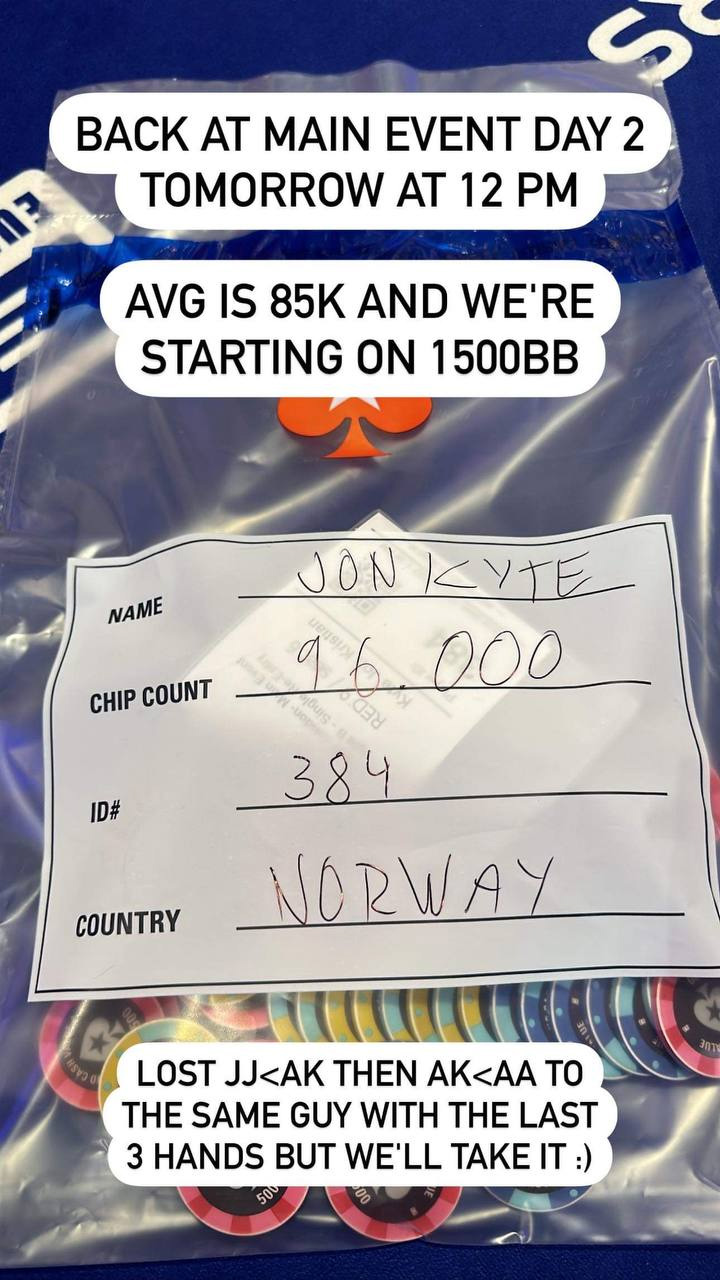 BACK AT MAIN EVENT DAY 2
TOMORROW AT 12 PM
AVG IS 85K AND WE'RE
STARTING ON 1500BB
NAME JON KYTE
CHIP COUNT 96.000
ID# 384
COUNTRY NORWAY
LOST JJ<AK THEN AK<AA TO
THE SAME GUY WITH THE LAST
3 HANDS BUT WE'LL TAKE IT :)
500
500